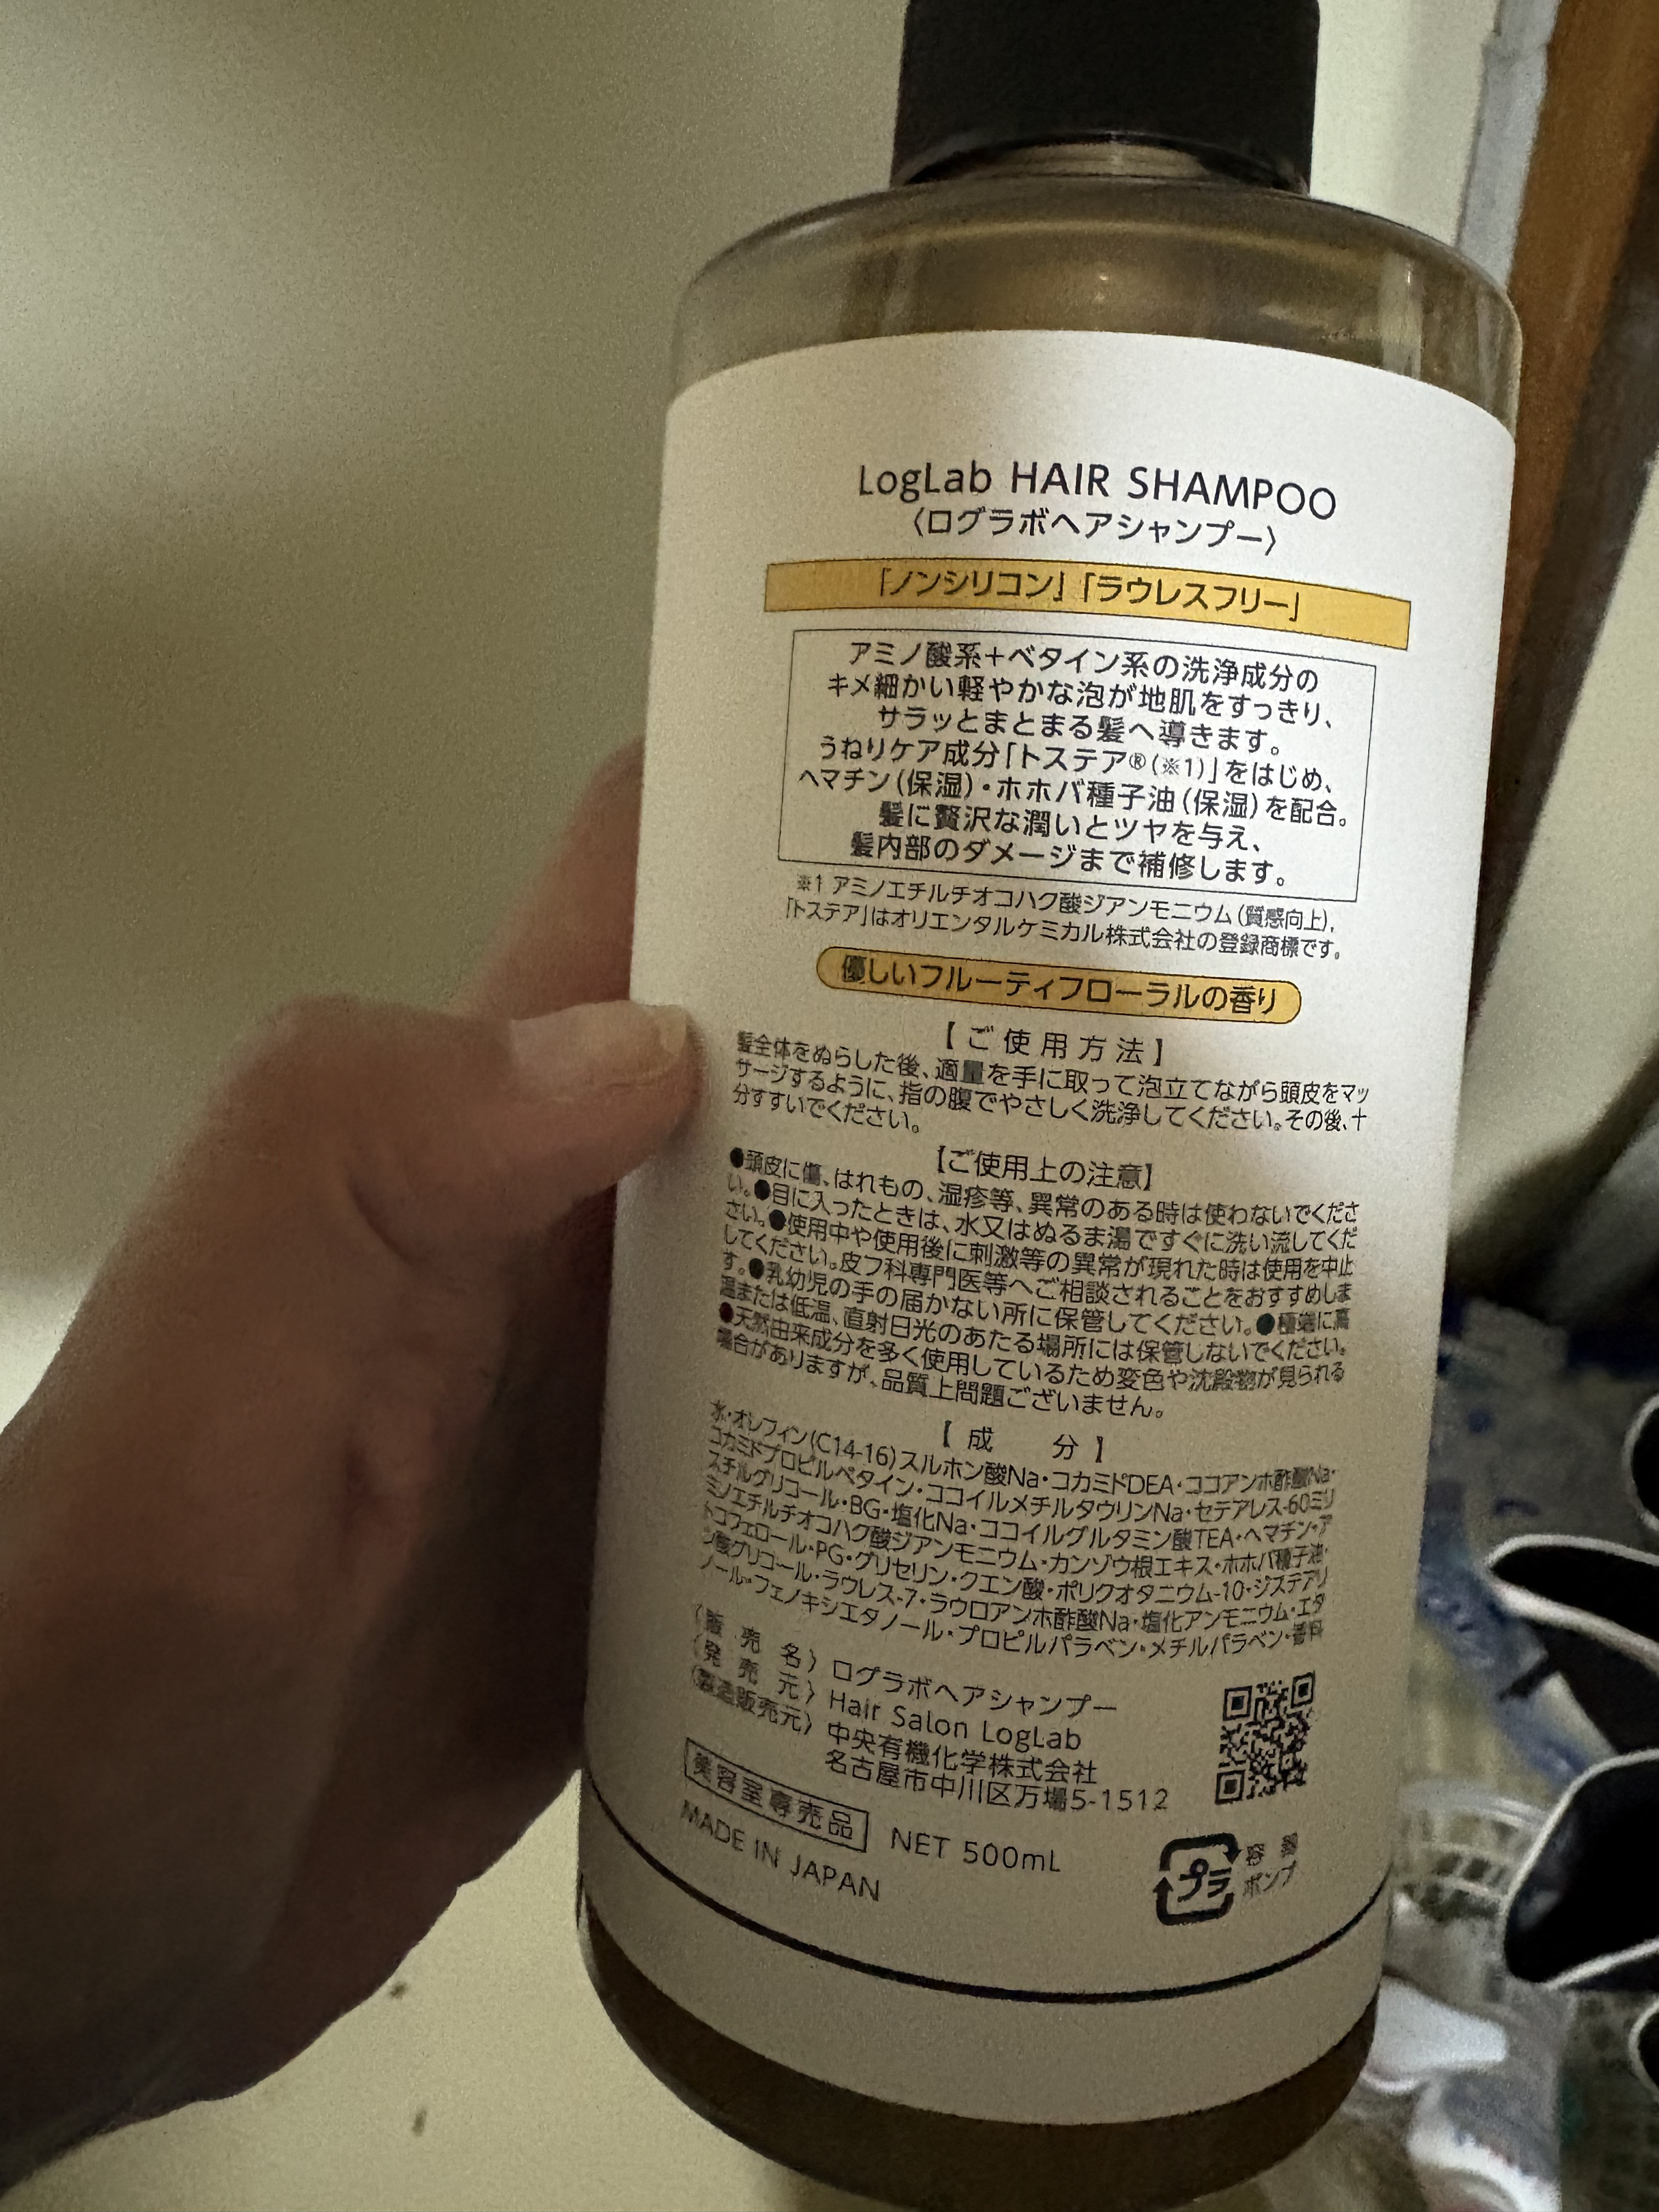 LogLab HAIR SHAMPOO
〈ログラボヘアシャンプー〉
「ノンシリコン」「ラウレスフリー」
アミノ酸系＋ベタイン系の洗浄成分の
キメ細かい軽やかな泡が地肌をすっきり、
サラッとまとまる髪へ導きます。
うねりケア成分「トステア®(※1)」をはじめ、
ヘマチン(保湿)・ホホバ種子油(保湿)を配合。
髪に贅沢な潤いとツヤを与え、
髪内部のダメージまで補修します。
※1 アミノエチルチオコハク酸ジアンモニウム(質感向上),
「トステア」はオリエンタルケミカル株式会社の登録商標です。
優しいフルーティフローラルの香り
【ご使用方法】
髪全体をぬらした後、適量を手に取って泡立てながら頭皮をマッ
サージするように、指の腹でやさしく洗浄してください。その後、十
分すすいでください。
【ご使用上の注意】
●頭皮に傷、はれもの、湿疹等、異常のある時は使わないでくださ
い。●目に入ったときは、水又はぬるま湯ですぐに洗い流してくだ
さい。●使用中や使用後に刺激等の異常が現れた時は使用を中止
してください。皮フ科専門医等へご相談されることをおすすめしま
す。●乳幼児の手の届かない所に保管してください。●極端に高
温または低温、直射日光のあたる場所には保管しないでください。
●天然由来成分を多く使用しているため変色や沈殿物が見られる
場合がありますが、品質上問題ございません。
【成　分】
水・オレフィン(C14-16)スルホン酸Na・コカミドDEA・ココアンホ酢酸Na・
コカミドプロピルベタイン・ココイルメチルタウリンNa・セテアレス-60ミリ
スチルグリコール・BG・塩化Na・ココイルグルタミン酸TEA・ヘマチン・ア
ミノエチルチオコハク酸ジアンモニウム・カンゾウ根エキス・ホホバ種子油・
トコフェロール・PG・グリセリン・クエン酸・ポリクオタニウム-10・ジステアリ
ン酸グリコール・ラウレス-7・ラウロアンホ酢酸Na・塩化アンモニウム・エタ
ノール・フェノキシエタノール・プロピルパラベン・メチルパラベン・香料
〈販売名〉ログラボヘアシャンプー
〈発売元〉Hair Salon LogLab
〈製造販売元〉中央有機化学株式会社
名古屋市中川区万場5-1512
美容室専売品 NET 500mL
MADE IN JAPAN
プラ
容器
ポンプ